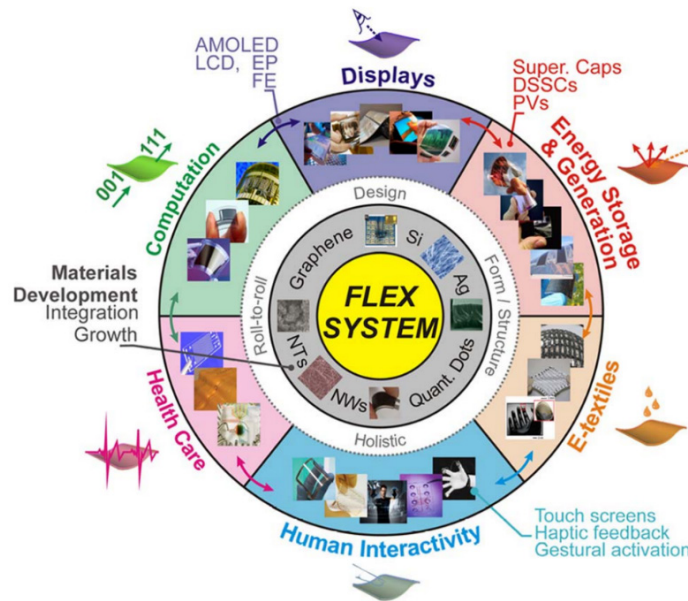 AMOLED
LCD, EP
FE
Displays
Super. Caps
DSSCs
PVs
Energy Storage
& Generation
001
111
Computation
Design
Graphene
Si
Ag
Materials
Development
Integration
Growth
Roll-to-roll
FLEX
SYSTEM
Form / Structure
NTs
NWs
Quant. Dots
Holistic
Health Care
E-textiles
Human Interactivity
Touch screens
Haptic feedback
Gestural activation